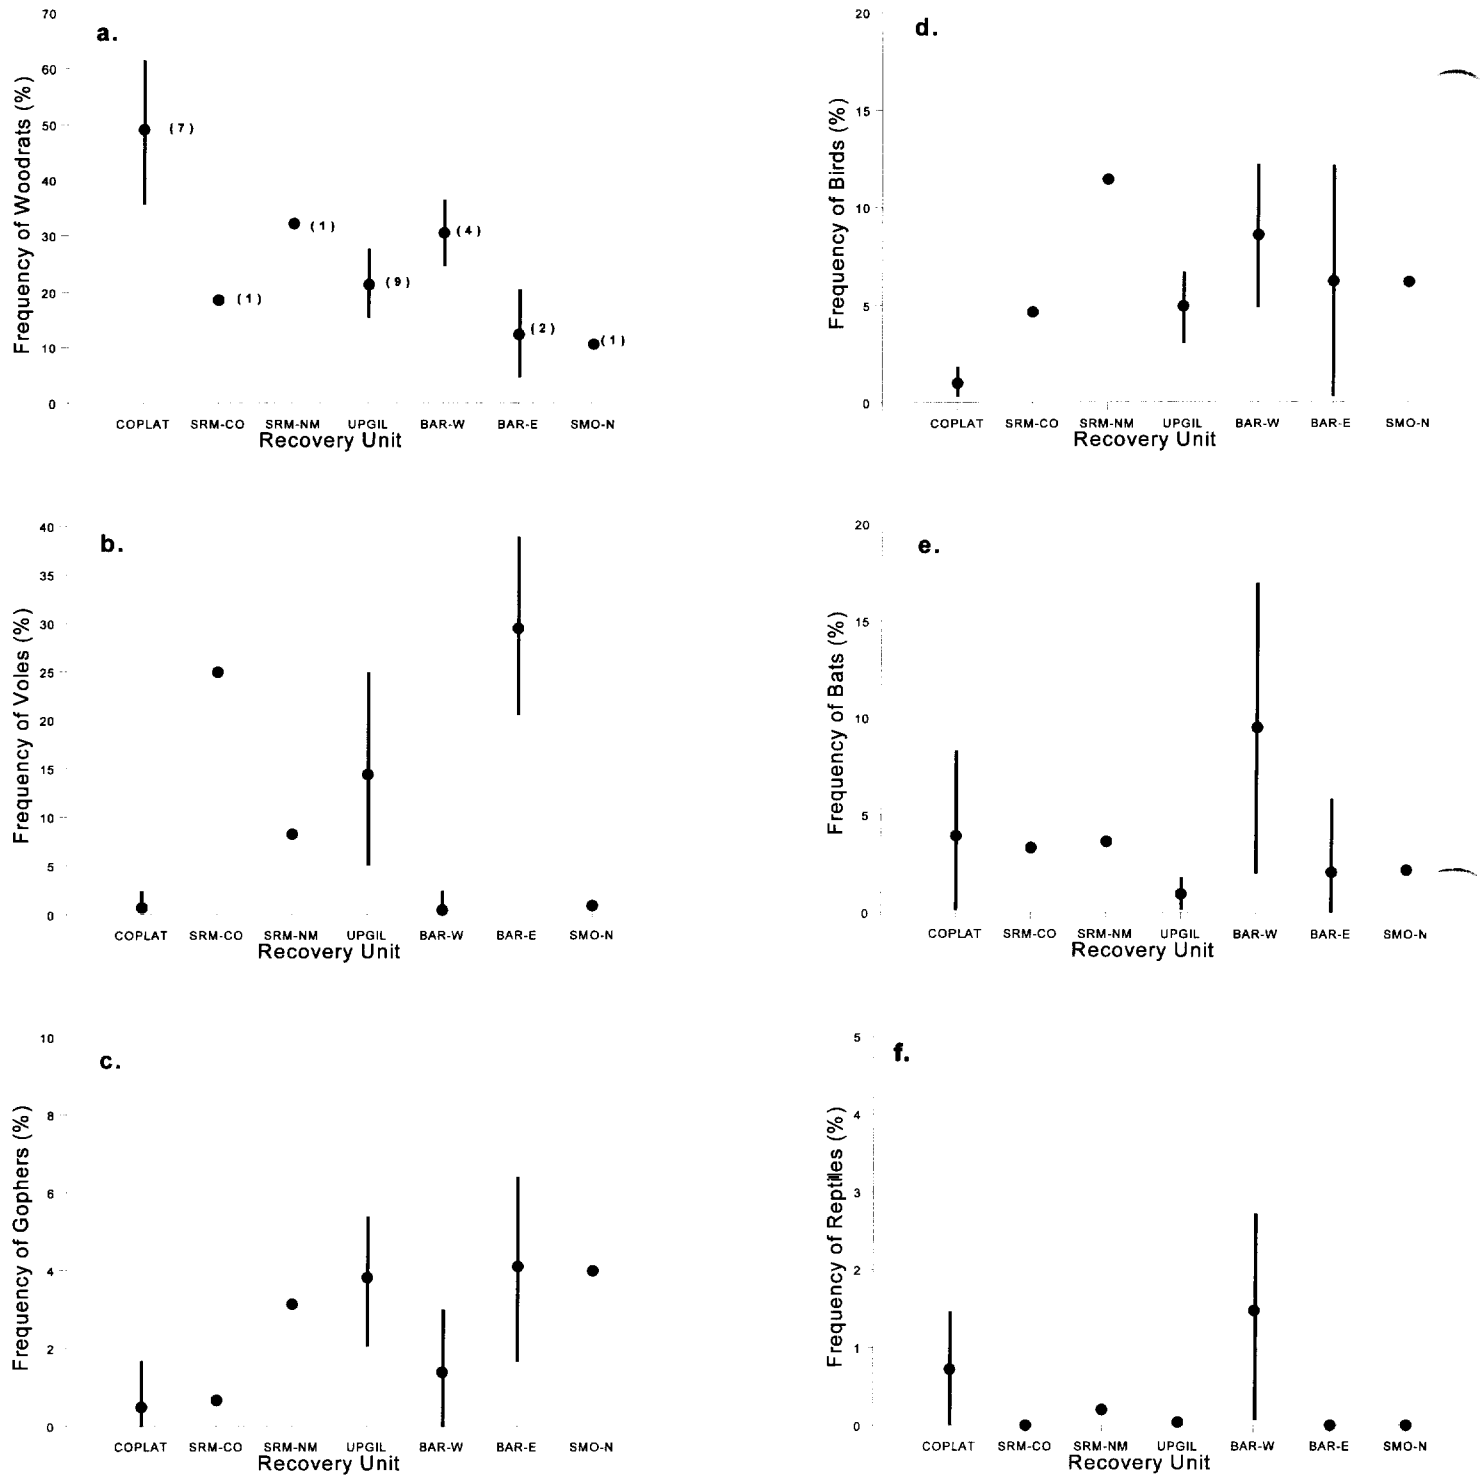 a.
Frequency of Woodrats (%)
70
60
50
40
30
20
10
0
( 7 )
( 1 )
( 1 )
( 9 )
( 4 )
( 2 )
( 1 )
COPLAT SRM-CO SRM-NM UPGIL BAR-W BAR-E SMO-N
Recovery Unit
d.
Frequency of Birds (%)
20
15
10
5
0
COPLAT SRM-CO SRM-NM UPGIL BAR-W BAR-E SMO-N
Recovery Unit
b.
Frequency of Voles (%)
40
35
30
25
20
15
10
5
0
COPLAT SRM-CO SRM-NM UPGIL BAR-W BAR-E SMO-N
Recovery Unit
e.
Frequency of Bats (%)
20
15
10
5
0
COPLAT SRM-CO SRM-NM UPGIL BAR-W BAR-E SMO-N
Recovery Unit
c.
Frequency of Gophers (%)
10
8
6
4
2
0
COPLAT SRM-CO SRM-NM UPGIL BAR-W BAR-E SMO-N
Recovery Unit
f.
Frequency of Reptiles (%)
5
4
3
2
1
0
COPLAT SRM-CO SRM-NM UPGIL BAR-W BAR-E SMO-N
Recovery Unit